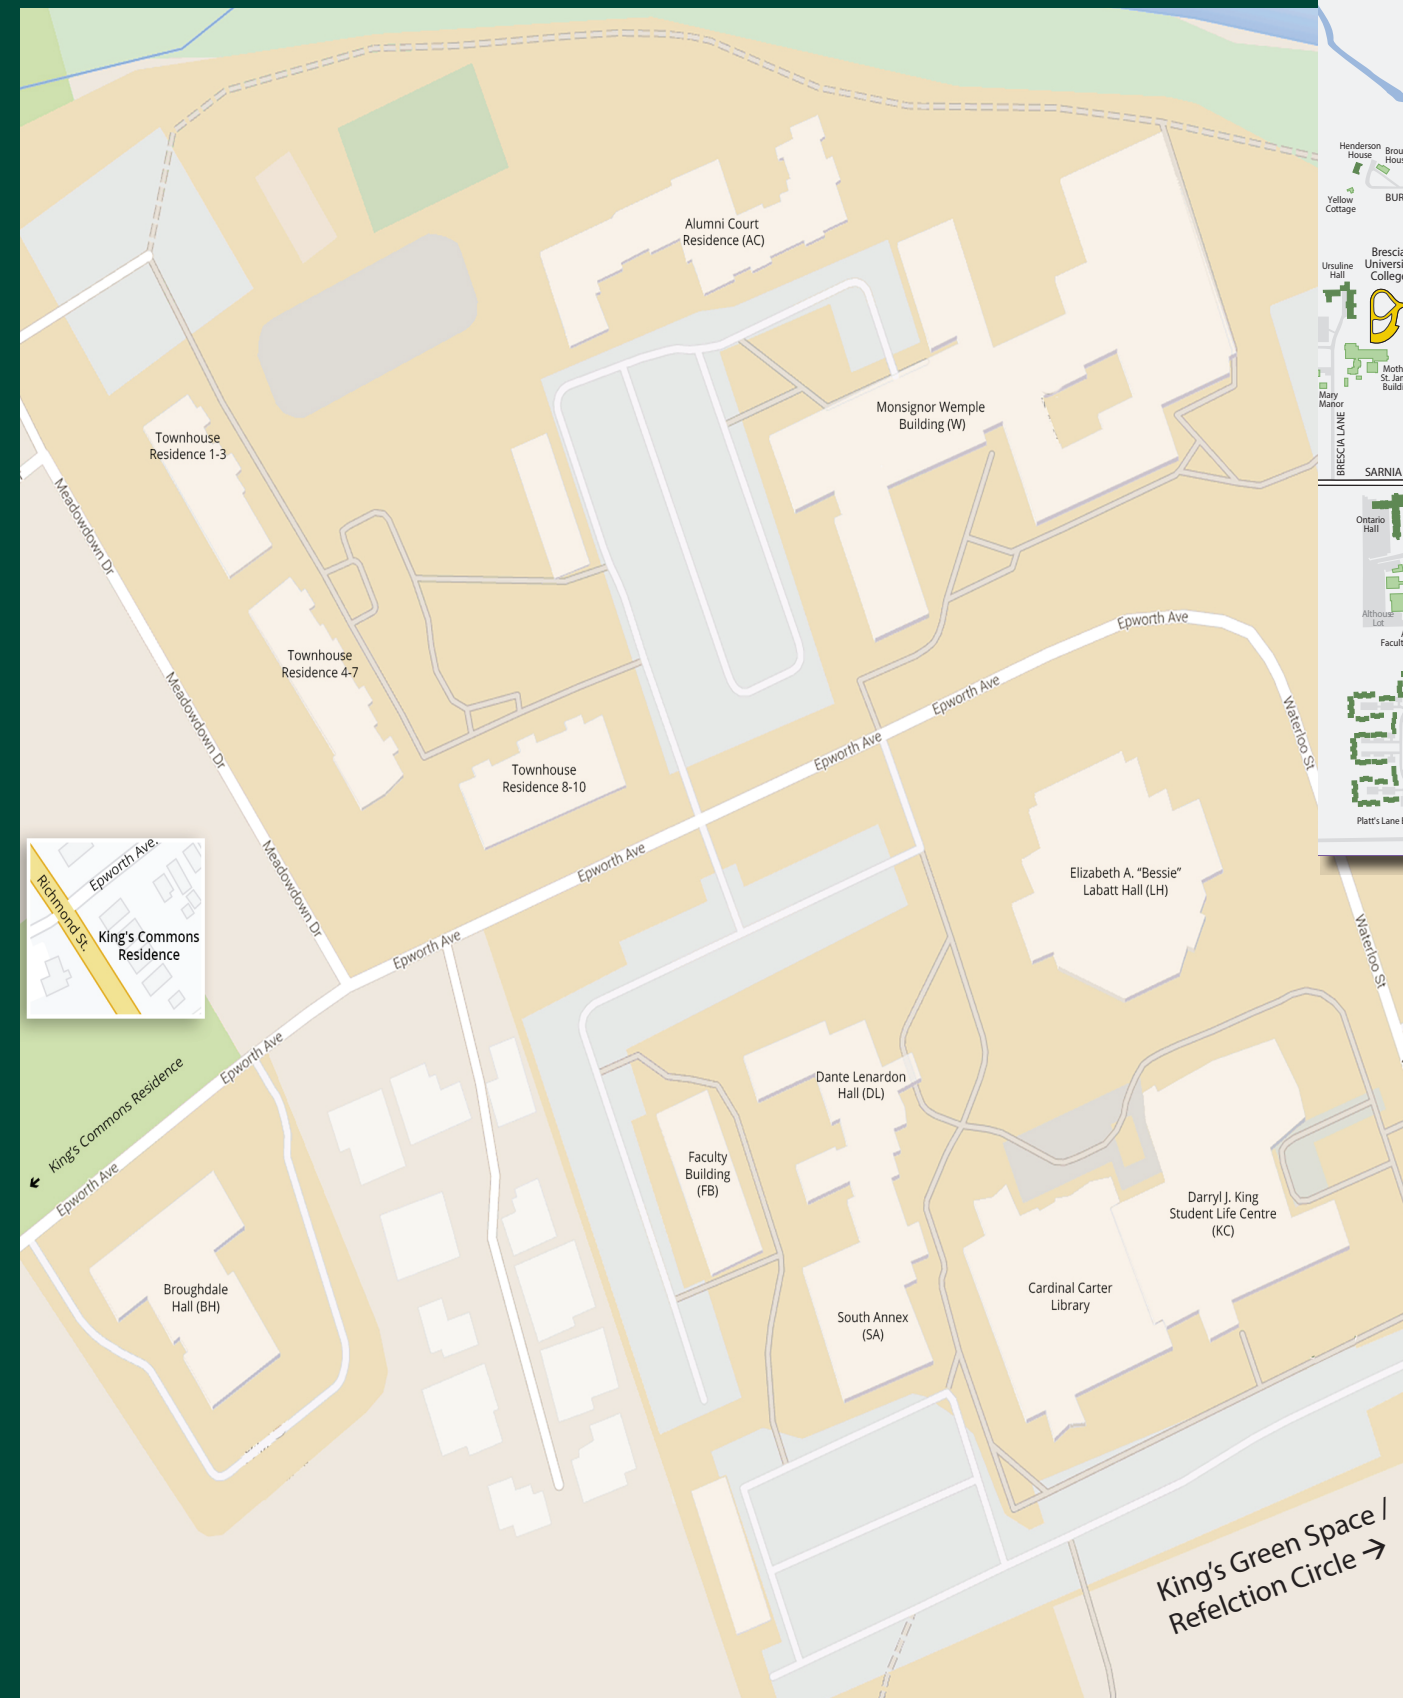 Alumni Court
Residence (AC)
Monsignor Wemple
Building (W)
Townhouse
Residence 1-3
Townhouse
Residence 4-7
Townhouse
Residence 8-10
Meadowdown Dr
Meadowdown Dr
Meadowdown Dr
Epworth Ave
Epworth Ave
Epworth Ave
Epworth Ave
Epworth Ave
Epworth Ave
Epworth Ave
Waterloo St
Waterloo St
Elizabeth A. “Bessie”
Labatt Hall (LH)
Epworth Ave.
Richmond St.
King's Commons
Residence
King's Commons Residence
Dante Lenardon
Hall (DL)
Faculty
Building
(FB)
Darryl J. King
Student Life Centre
(KC)
Broughdale
Hall (BH)
Cardinal Carter
Library
South Annex
(SA)
King's Green Space /
Refelction Circle →
Henderson
House
Yellow
Cottage
Ursuline
Hall
Mary
Manor
BRESCIA LANE
SARNIA
Ontario
Hall
Althouse
Lot
Platt's Lane